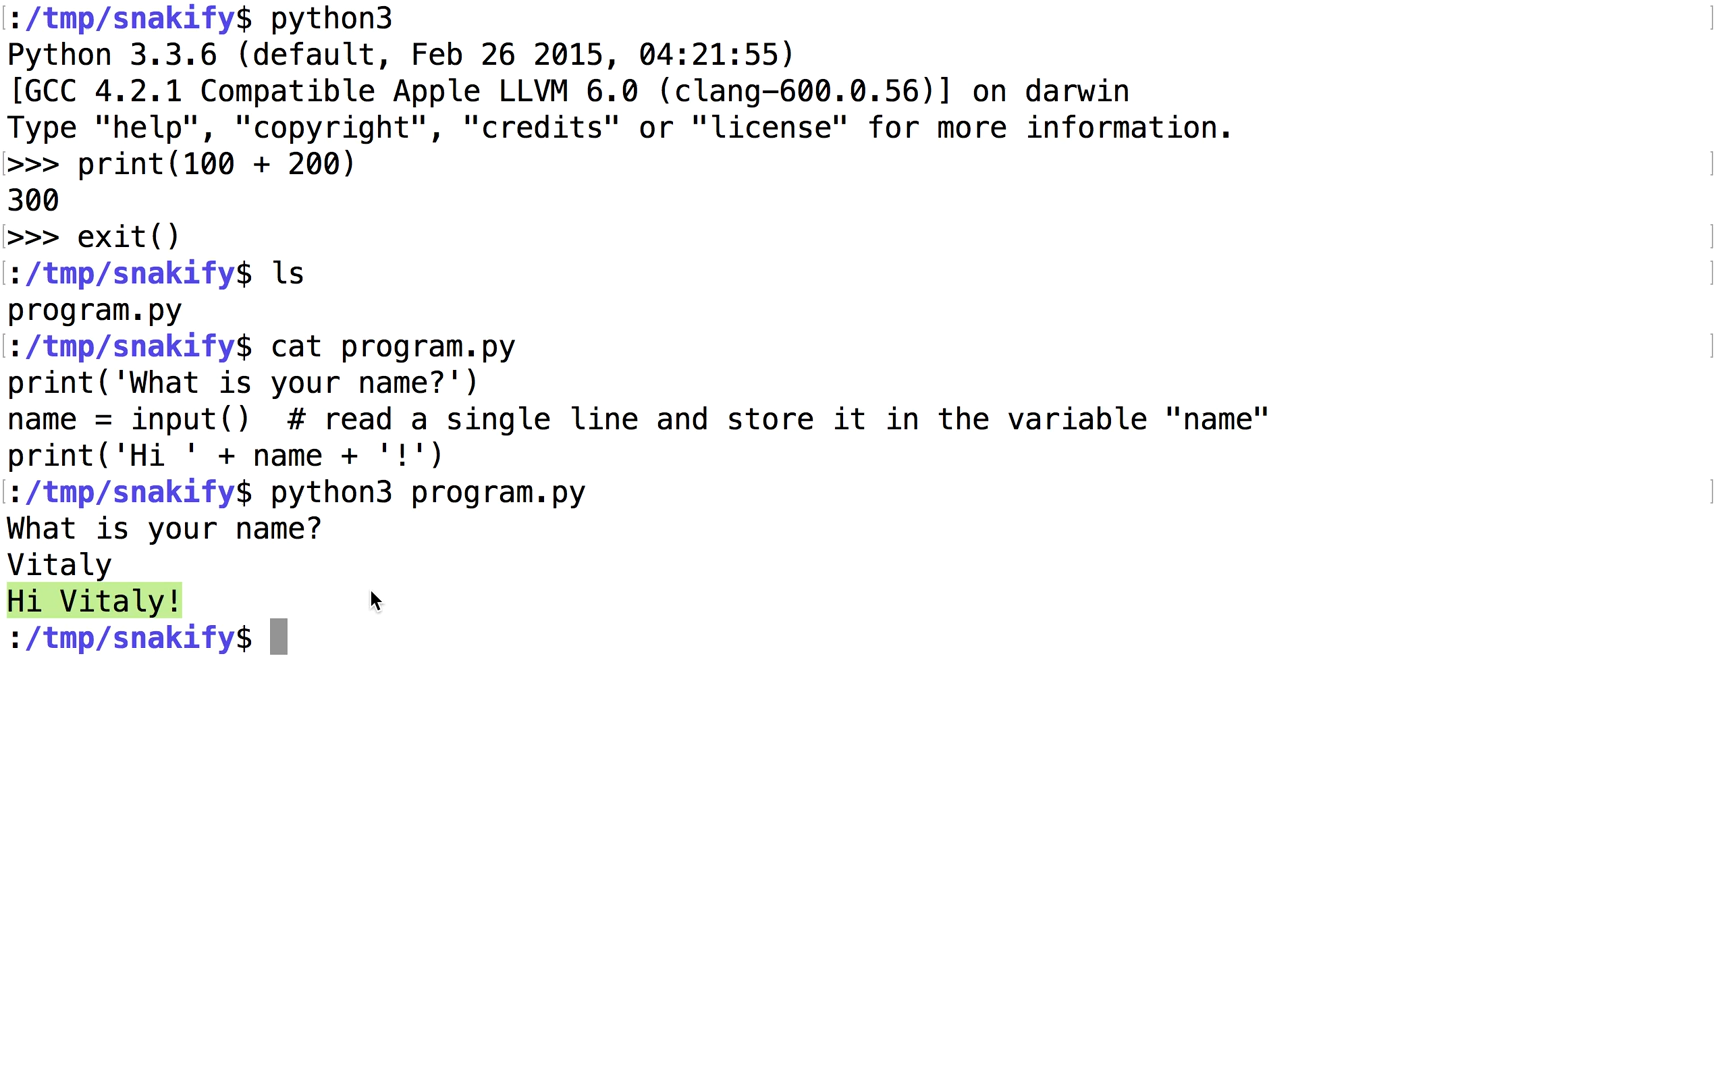 :/tmp/snakify$ python3
Python 3.3.6 (default, Feb 26 2015, 04:21:55)
[GCC 4.2.1 Compatible Apple LLVM 6.0 (clang-600.0.56)] on darwin
Type "help", "copyright", "credits" or "license" for more information.
>>> print(100 + 200)
300
>>> exit()
:/tmp/snakify$ ls
program.py
:/tmp/snakify$ cat program.py
print('What is your name?')
name = input()  # read a single line and store it in the variable "name"
print('Hi ' + name + '!')
:/tmp/snakify$ python3 program.py
What is your name?
Vitaly
Hi Vitaly!
:/tmp/snakify$